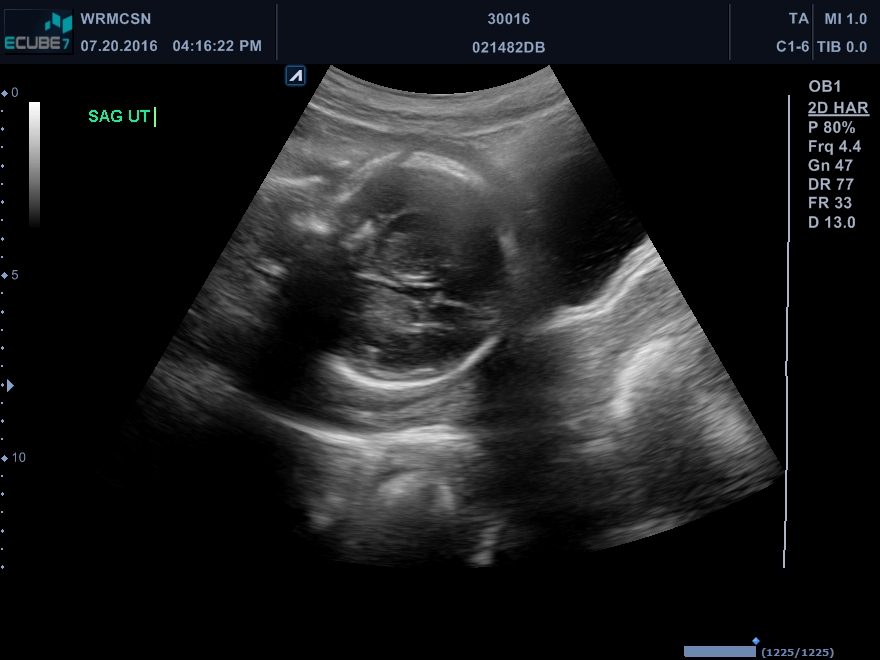 ECUBE 7
WRMCSN
07.20.2016 04:16:22 PM
30016
021482DB
TA MI 1.0
C1-6 TIB 0.0
SAG UT
OB1
2D HAR
P 80%
Frq 4.4
Gn 47
DR 77
FR 33
D 13.0
0
5
10
(1225/1225)